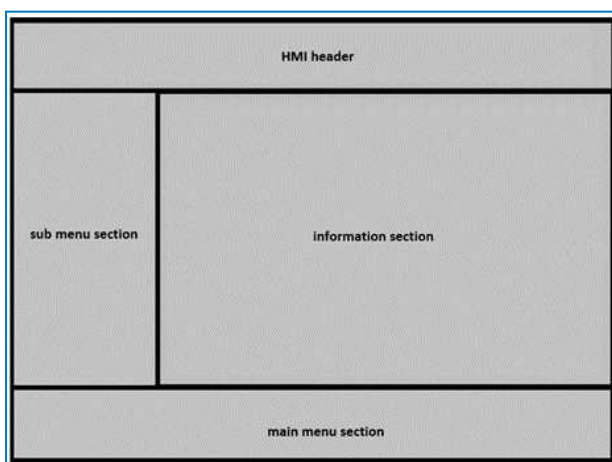 HMI header
sub menu section
information section
main menu section